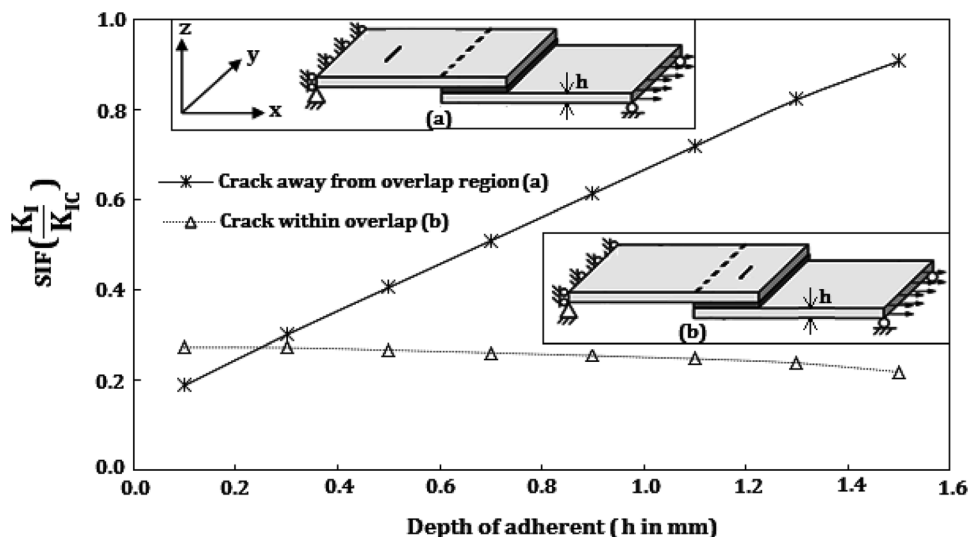 z
y
x
h
(a)
Crack away from overlap region (a)
Crack within overlap (b)
h
(b)
SIF(K_I/K_IC)
1.0
0.8
0.6
0.4
0.2
0.0
0.0 0.2 0.4 0.6 0.8 1.0 1.2 1.4 1.6
Depth of adherent ( h in mm)